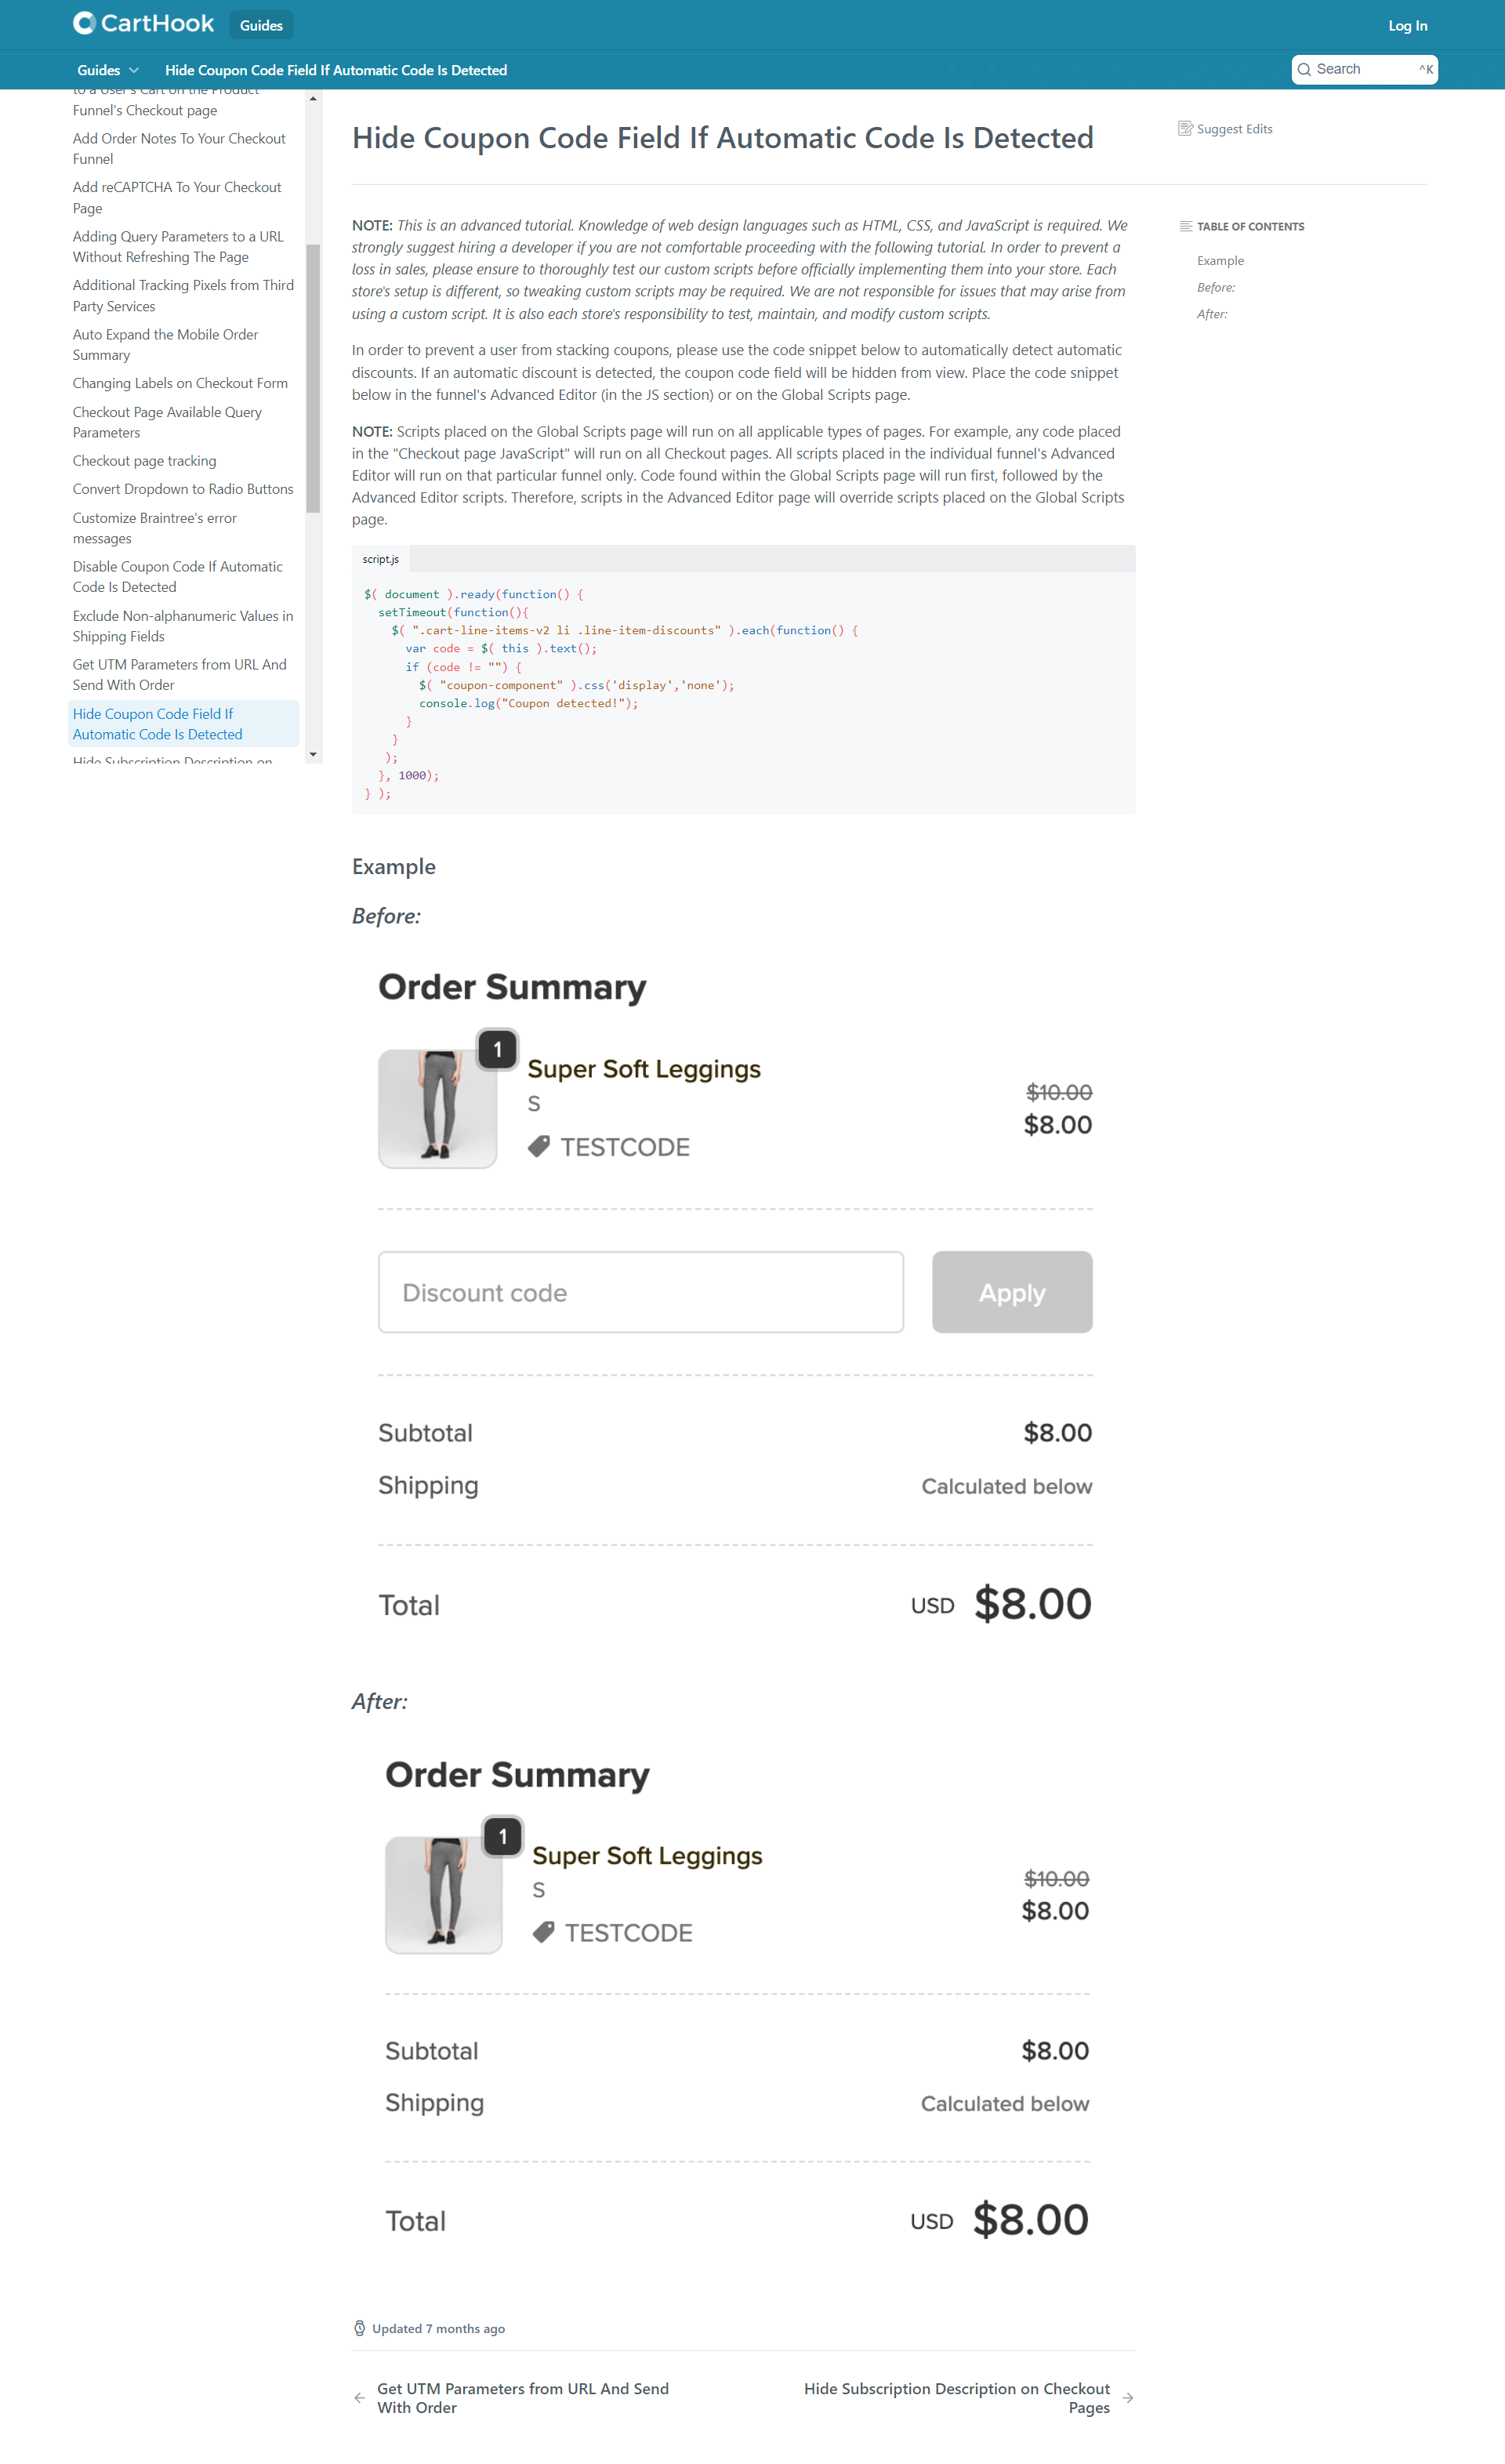 CartHook
Guides
Log In
Guides
Hide Coupon Code Field If Automatic Code Is Detected
Search
^K
to a User's Cart on the Product
Funnel's Checkout page
Add Order Notes To Your Checkout
Funnel
Add reCAPTCHA To Your Checkout
Page
Adding Query Parameters to a URL
Without Refreshing The Page
Additional Tracking Pixels from Third
Party Services
Auto Expand the Mobile Order
Summary
Changing Labels on Checkout Form
Checkout Page Available Query
Parameters
Checkout page tracking
Convert Dropdown to Radio Buttons
Customize Braintree's error
messages
Disable Coupon Code If Automatic
Code Is Detected
Exclude Non-alphanumeric Values in
Shipping Fields
Get UTM Parameters from URL And
Send With Order
Hide Coupon Code Field If
Automatic Code Is Detected
Hide Subscription Description on
Hide Coupon Code Field If Automatic Code Is Detected
Suggest Edits
NOTE: This is an advanced tutorial. Knowledge of web design languages such as HTML, CSS, and JavaScript is required. We
strongly suggest hiring a developer if you are not comfortable proceeding with the following tutorial. In order to prevent a
loss in sales, please ensure to thoroughly test our custom scripts before officially implementing them into your store. Each
store's setup is different, so tweaking custom scripts may be required. We are not responsible for issues that may arise from
using a custom script. It is also each store's responsibility to test, maintain, and modify custom scripts.
In order to prevent a user from stacking coupons, please use the code snippet below to automatically detect automatic
discounts. If an automatic discount is detected, the coupon code field will be hidden from view. Place the code snippet
below in the funnel's Advanced Editor (in the JS section) or on the Global Scripts page.
NOTE: Scripts placed on the Global Scripts page will run on all applicable types of pages. For example, any code placed
in the "Checkout page JavaScript" will run on all Checkout pages. All scripts placed in the individual funnel's Advanced
Editor will run on that particular funnel only. Code found within the Global Scripts page will run first, followed by the
Advanced Editor scripts. Therefore, scripts in the Advanced Editor page will override scripts placed on the Global Scripts
page.
script.js
$( document ).ready(function() {
setTimeout(function(){
$( ".cart-line-items-v2 li .line-item-discounts" ).each(function() {
var code = $( this ).text();
if (code != "") {
$( "coupon-component" ).css('display','none');
console.log("Coupon detected!");
}
}
);
}, 1000);
} );
TABLE OF CONTENTS
Example
Before:
After:
Example
Before:
Order Summary
1
Super Soft Leggings
S
TESTCODE
$10.00
$8.00
Discount code
Apply
Subtotal $8.00
Shipping Calculated below
Total USD $8.00
After:
Order Summary
1
Super Soft Leggings
S
TESTCODE
$10.00
$8.00
Subtotal $8.00
Shipping Calculated below
Total USD $8.00
Updated 7 months ago
Get UTM Parameters from URL And Send
With Order
Hide Subscription Description on Checkout
Pages